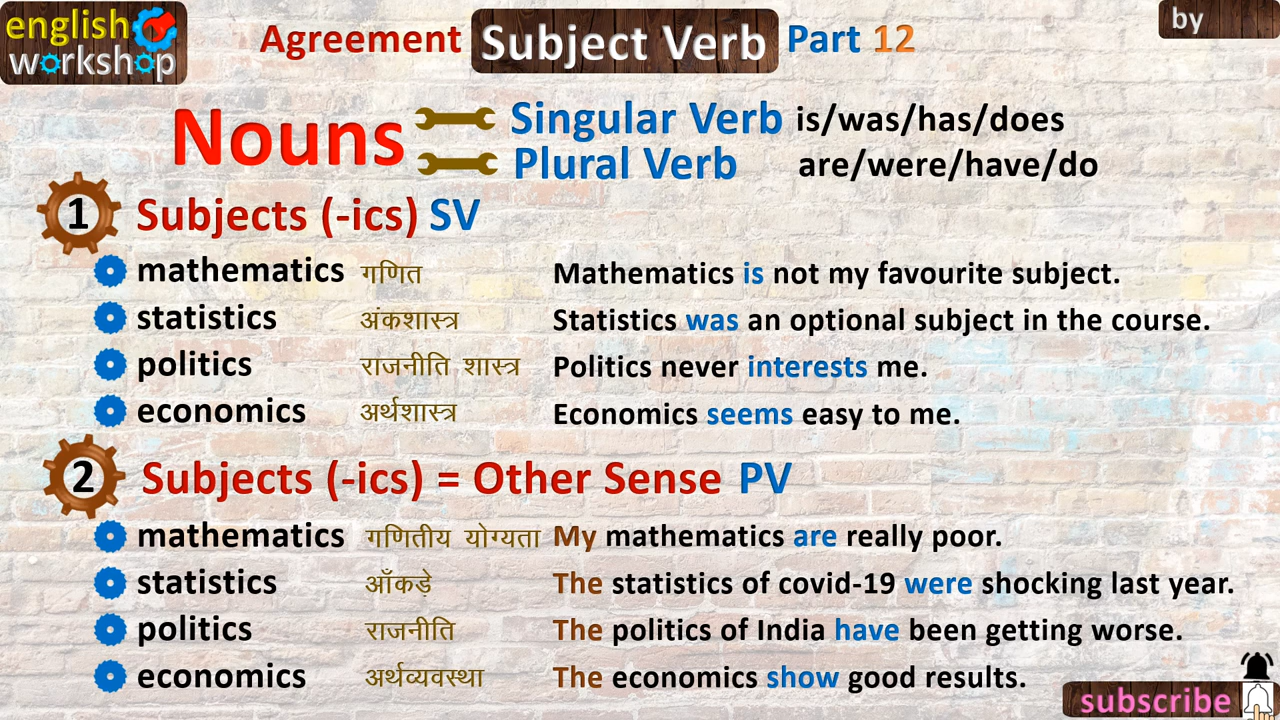 english
workshop
Agreement Subject Verb Part 12
by
Nouns
Singular Verb is/was/has/does
Plural Verb are/were/have/do
1 Subjects (-ics) SV
mathematics गणित Mathematics is not my favourite subject.
statistics अंकशास्त्र Statistics was an optional subject in the course.
politics राजनीति शास्त्र Politics never interests me.
economics अर्थशास्त्र Economics seems easy to me.
2 Subjects (-ics) = Other Sense PV
mathematics गणितीय योग्यता My mathematics are really poor.
statistics आँकड़े The statistics of covid-19 were shocking last year.
politics राजनीति The politics of India have been getting worse.
economics अर्थव्यवस्था The economics show good results.
subscribe